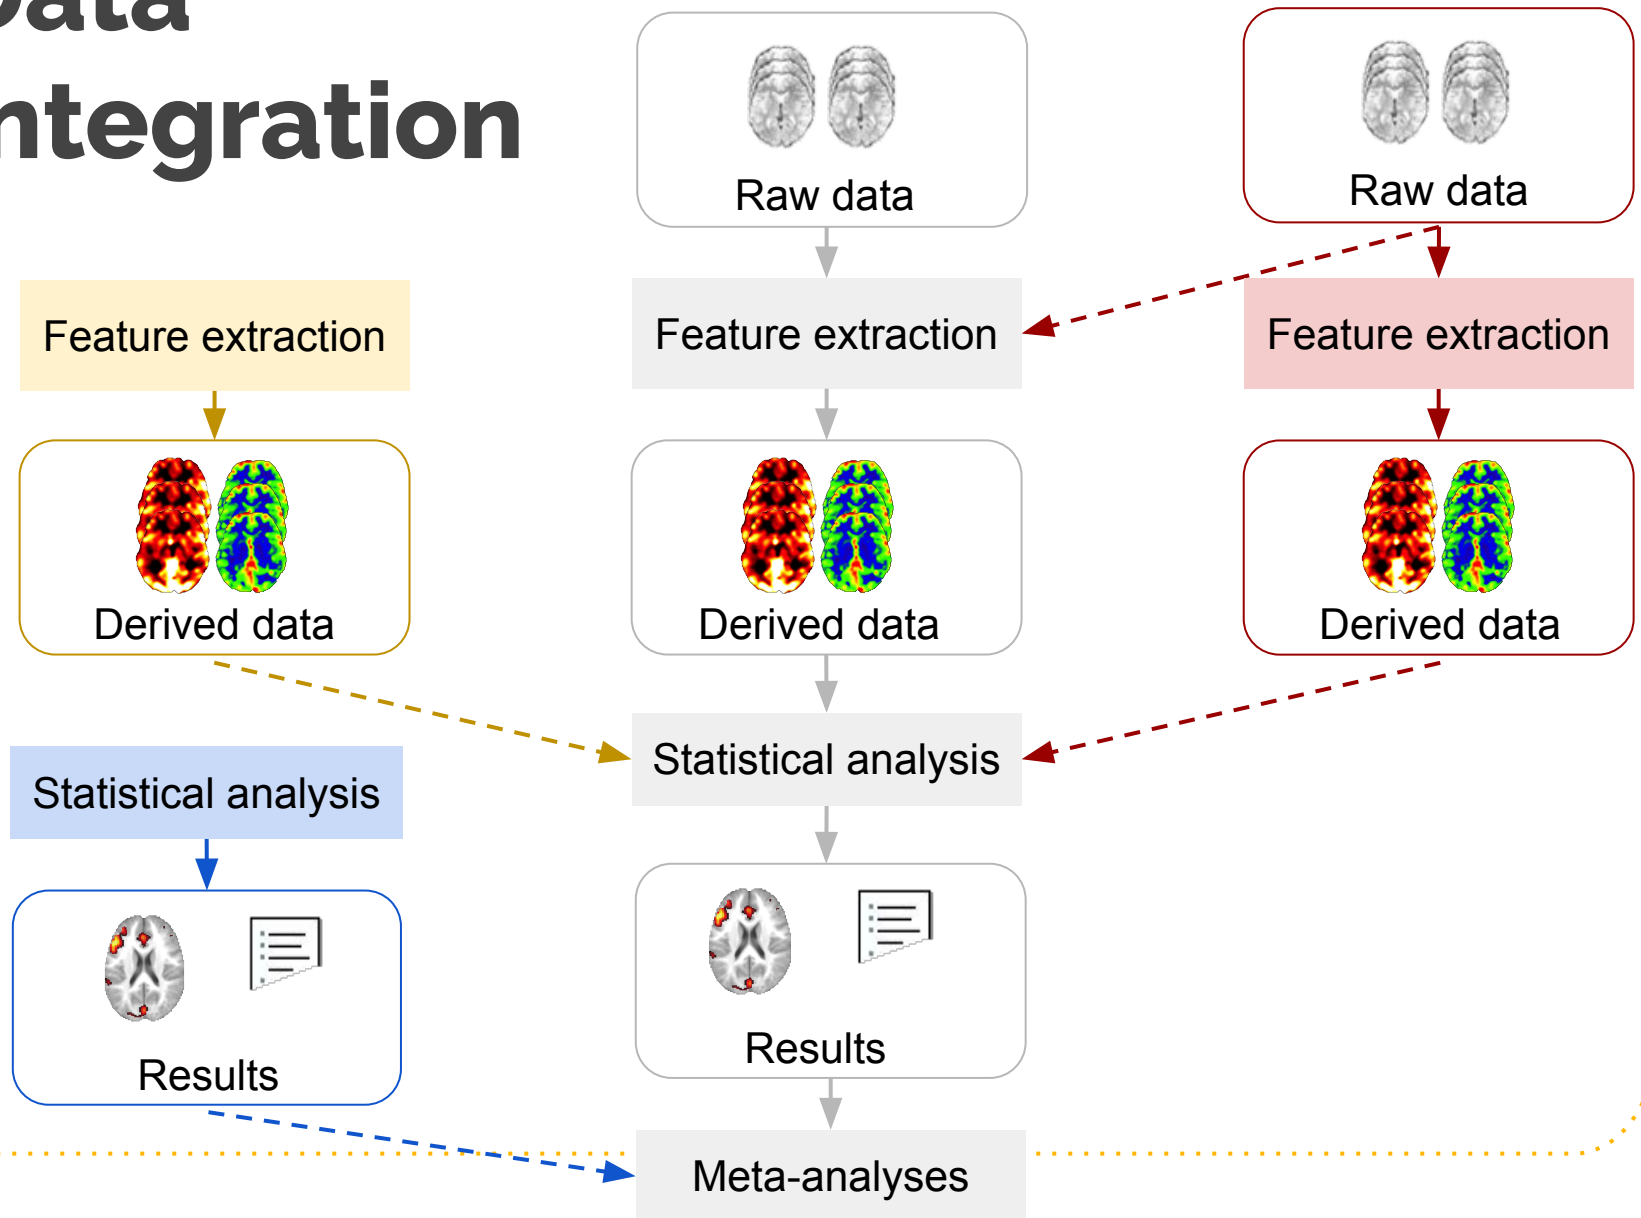 Data
ntegration
Raw data
Raw data
Feature extraction
Feature extraction
Feature extraction
Derived data
Derived data
Derived data
Statistical analysis
Statistical analysis
Results
Results
Meta-analyses